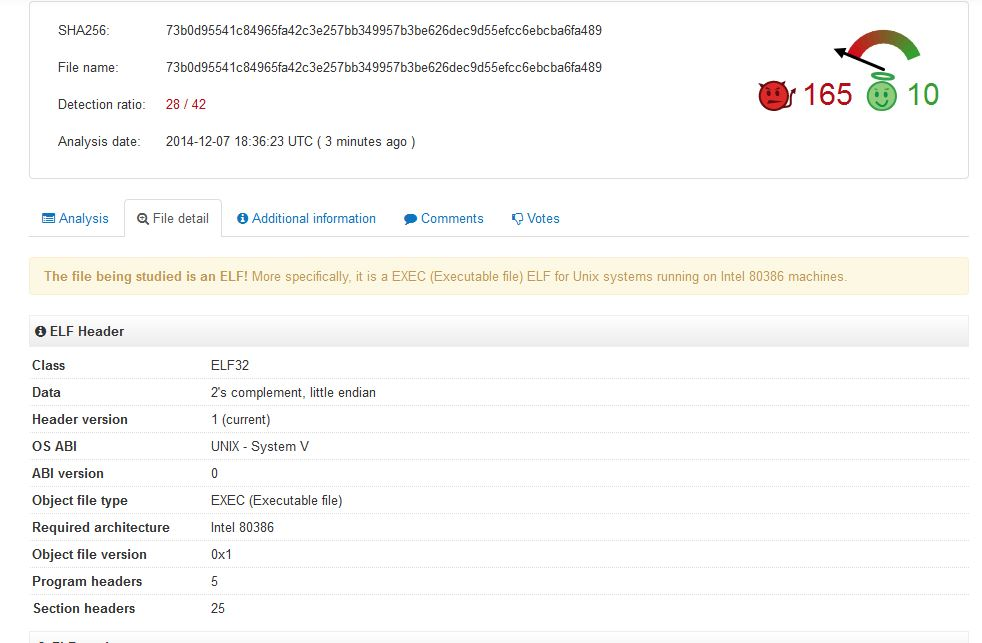 SHA256: 73b0d95541c84965fa42c3e257bb349957b3be626dec9d55efcc6ebcba6fa489
File name: 73b0d95541c84965fa42c3e257bb349957b3be626dec9d55efcc6ebcba6fa489
Detection ratio: 28 / 42
165 10
Analysis date: 2014-12-07 18:36:23 UTC ( 3 minutes ago )
Analysis File detail Additional information Comments Votes
The file being studied is an ELF! More specifically, it is a EXEC (Executable file) ELF for Unix systems running on Intel 80386 machines.
ELF Header
Class ELF32
Data 2's complement, little endian
Header version 1 (current)
OS ABI UNIX - System V
ABI version 0
Object file type EXEC (Executable file)
Required architecture Intel 80386
Object file version 0x1
Program headers 5
Section headers 25